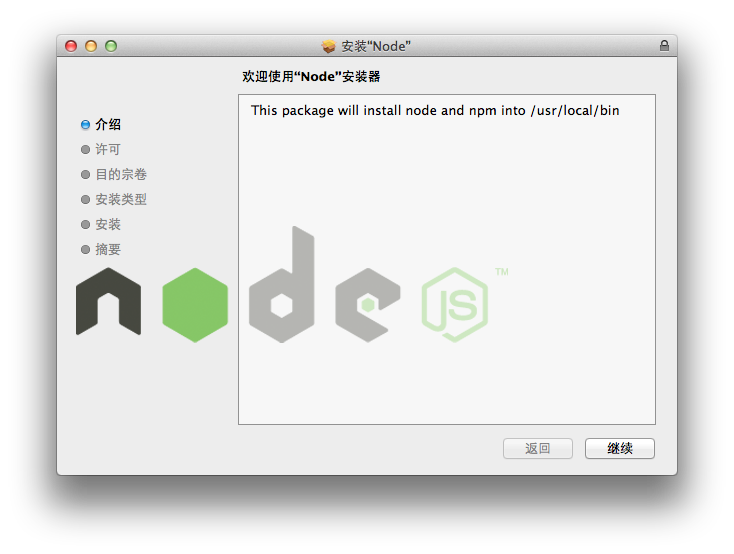 安装“Node”
欢迎使用“Node”安装器
介绍
许可
目的宗卷
安装类型
安装
摘要
This package will install node and npm into /usr/local/bin
node
JS
TM
返回
继续